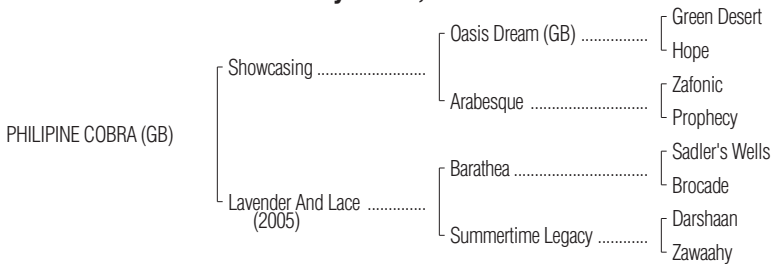 Green Desert
Oasis Dream (GB) ................
Hope
Showcasing ..........................
Zafonic
Arabesque ............................
Prophecy
PHILIPINE COBRA (GB)
Sadler's Wells
Barathea ................................
Brocade
Lavender And Lace ..............
(2005)
Darshaan
Summertime Legacy ............
Zawaahy